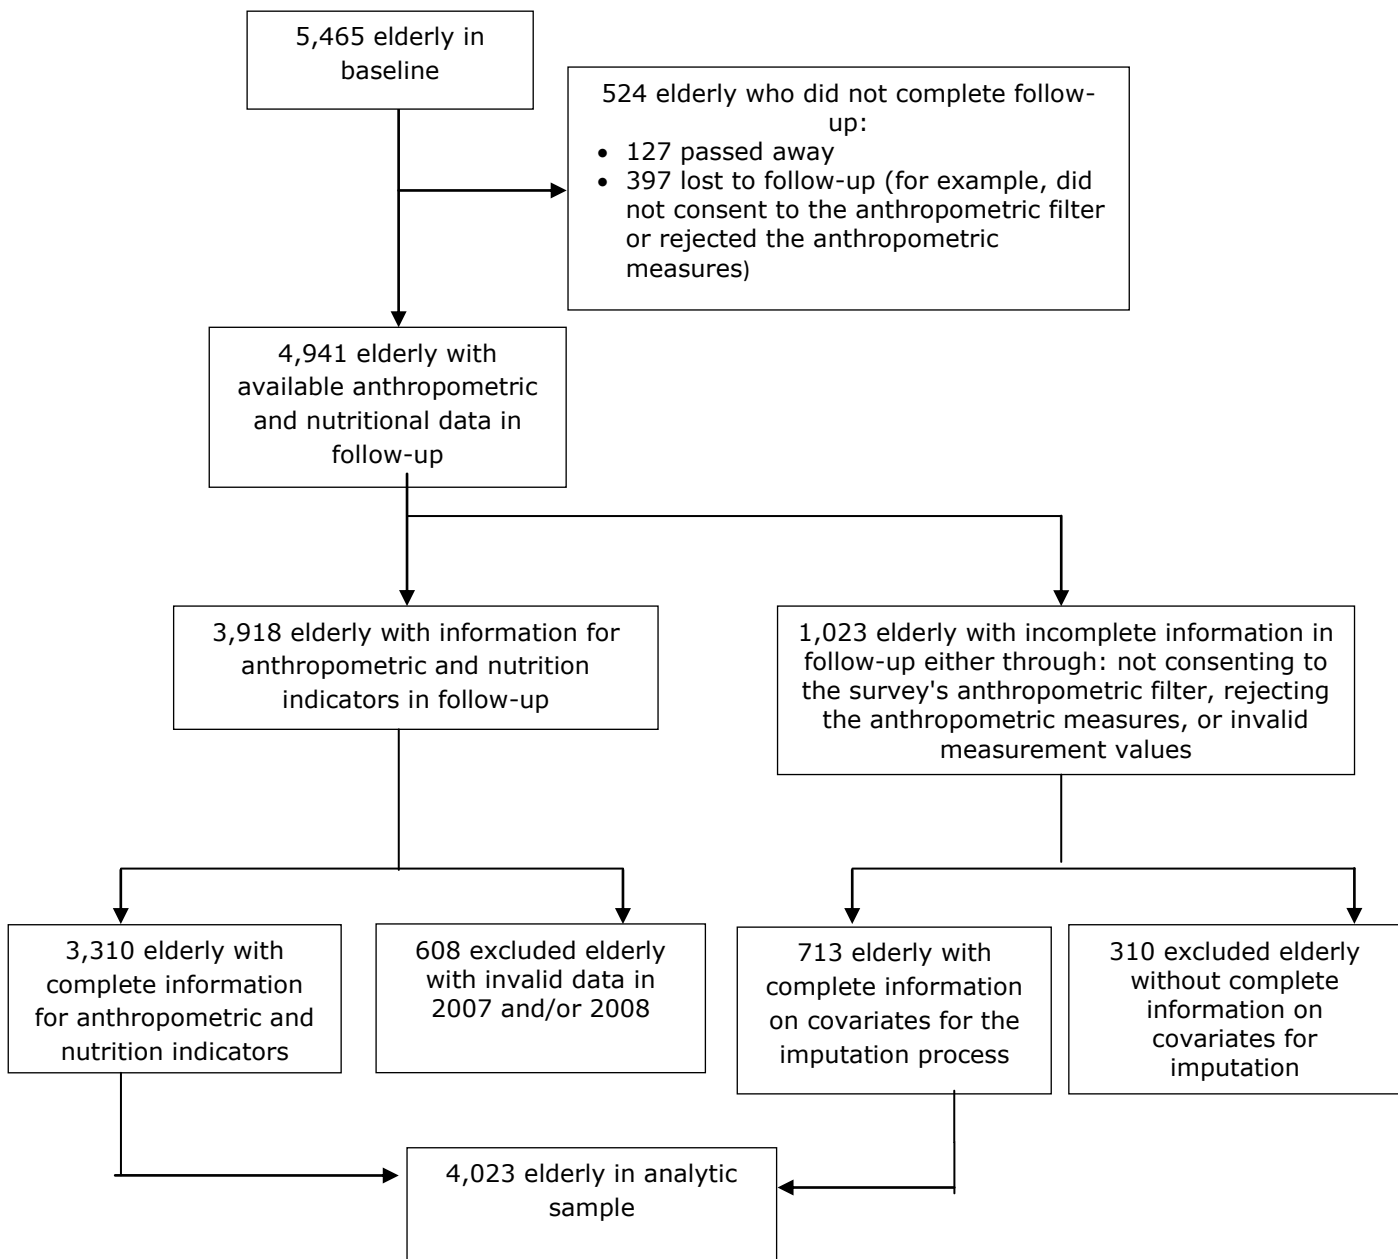 5,465 elderly in
baseline
524 elderly who did not complete follow-
up:
• 127 passed away
• 397 lost to follow-up (for example, did
not consent to the anthropometric filter
or rejected the anthropometric
measures)
4,941 elderly with
available anthropometric
and nutritional data in
follow-up
3,918 elderly with information for
anthropometric and nutrition
indicators in follow-up
1,023 elderly with incomplete information in
follow-up either through: not consenting to
the survey's anthropometric filter, rejecting
the anthropometric measures, or invalid
measurement values
3,310 elderly with
complete information
for anthropometric and
nutrition indicators
608 excluded elderly
with invalid data in
2007 and/or 2008
713 elderly with
complete information
on covariates for the
imputation process
310 excluded elderly
without complete
information on
covariates for
imputation
4,023 elderly in analytic
sample